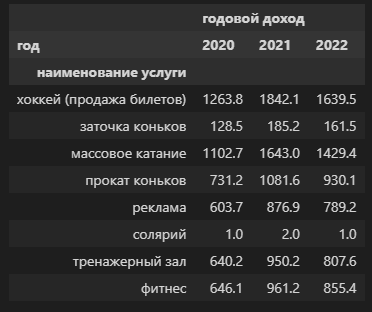 годовой доход
год 2020 2021 2022
наименование услуги
хоккей (продажа билетов) 1263.8 1842.1 1639.5
заточка коньков 128.5 185.2 161.5
массовое катание 1102.7 1643.0 1429.4
прокат коньков 731.2 1081.6 930.1
реклама 603.7 876.9 789.2
солярий 1.0 2.0 1.0
тренажерный зал 640.2 950.2 807.6
фитнес 646.1 961.2 855.4